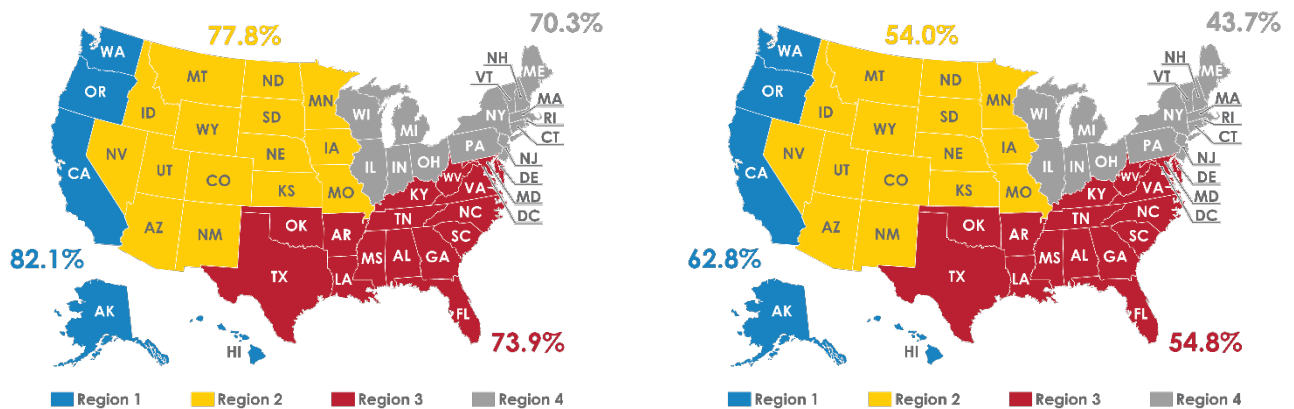 77.8%
70.3%
WA
MT
ND
MN
OR
ID
SD
WI
WY
MI
NH
VT
ME
NY
MA
RI
CT
IA
NE
NV
PA
NJ
IL
IN
OH
UT
CO
CA
DE
MD
DC
KS
MO
WV
VA
KY
NC
TN
AZ
NM
OK
AR
SC
MS
AL
GA
82.1%
TX
LA
FL
AK
73.9%
HI
Region 1
Region 2
Region 3
Region 4
54.0%
43.7%
WA
MT
ND
MN
OR
ID
SD
WI
WY
MI
NH
VT
ME
NY
MA
RI
CT
IA
NE
NV
PA
NJ
IL
IN
OH
UT
CO
CA
DE
MD
DC
KS
MO
WV
VA
KY
NC
TN
AZ
NM
OK
AR
SC
MS
AL
GA
62.8%
TX
LA
FL
AK
54.8%
HI
Region 1
Region 2
Region 3
Region 4